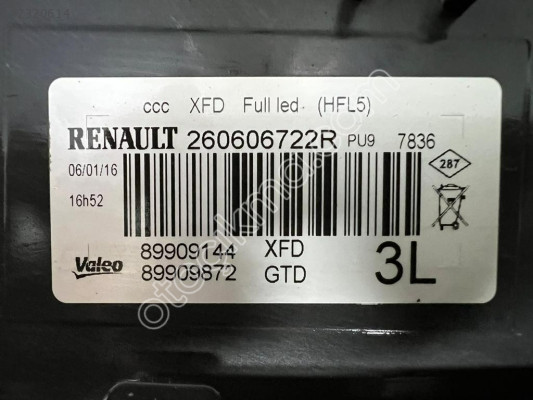 ccc XFD Full led (HFL5)
RENAULT 260606722R PU9 7836
06/01/16
287
16h52
89909144 XFD
Valeo 89909872 GTD 3L